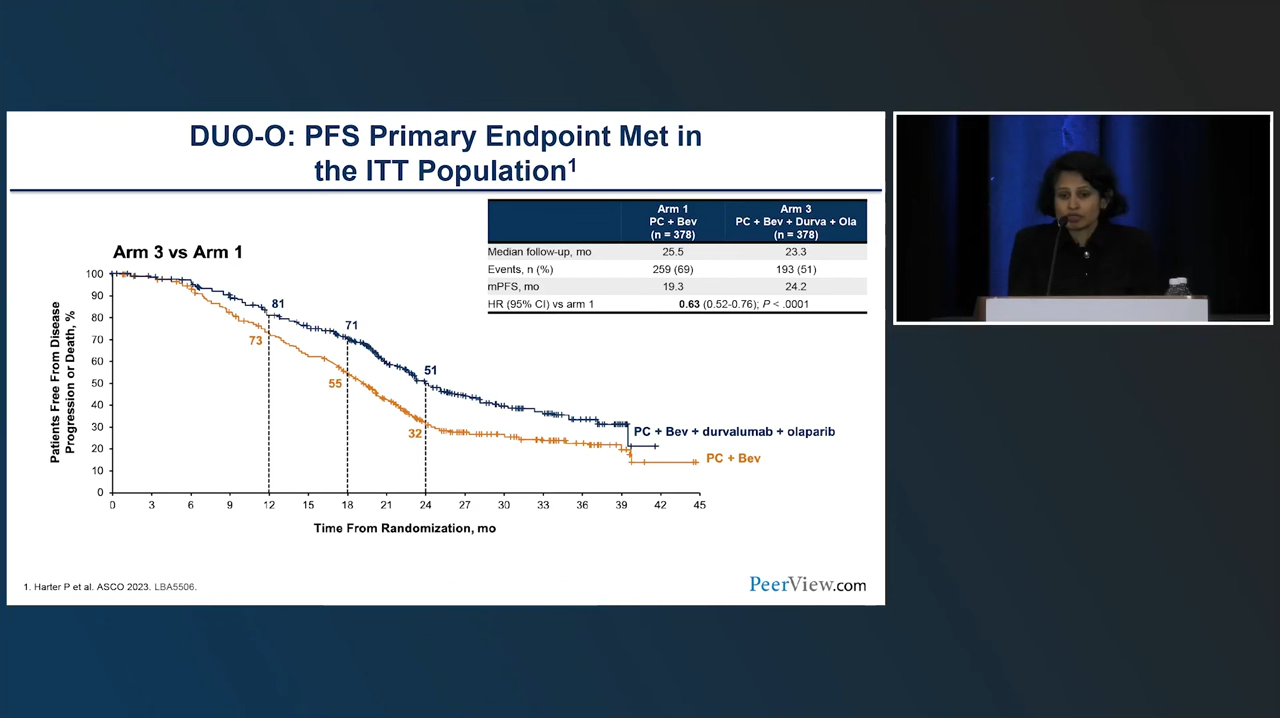 DUO-O: PFS Primary Endpoint Met in
the ITT Population1
Arm 1
PC + Bev
(n = 378)
Arm 3
PC + Bev + Durva + Ola
(n = 378)
Median follow-up, mo 25.5 23.3
Events, n (%) 259 (69) 193 (51)
mPFS, mo 19.3 24.2
HR (95% CI) vs arm 1 0.63 (0.52-0.76); P < .0001
Arm 3 vs Arm 1
Patients Free From Disease
Progression or Death, %
100
90
80
70
60
50
40
30
20
10
0
81
73
71
55
51
32
PC + Bev + durvalumab + olaparib
PC + Bev
0 3 6 9 12 15 18 21 24 27 30 33 36 39 42 45
Time From Randomization, mo
1. Harter P et al. ASCO 2023. LBA5506.
PeerView.com